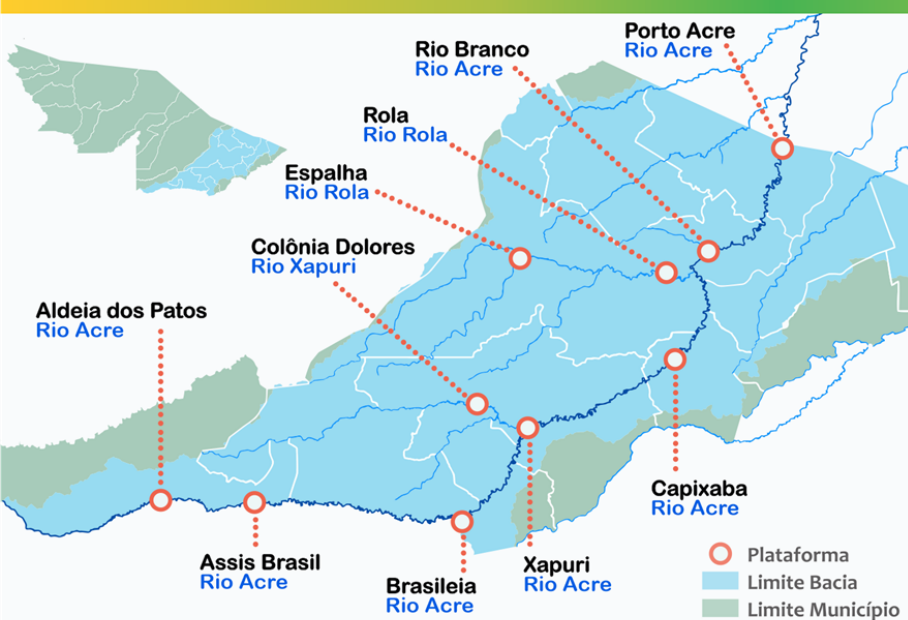 Porto Acre
Rio Acre
Rio Branco
Rio Acre
Rola
Rio Rola
Espalha
Rio Rola
Colônia Dolores
Rio Xapuri
Aldeia dos Patos
Rio Acre
Capixaba
Rio Acre
Assis Brasil
Rio Acre
Brasileia
Rio Acre
Xapuri
Rio Acre
Plataforma
Limite Bacia
Limite Município